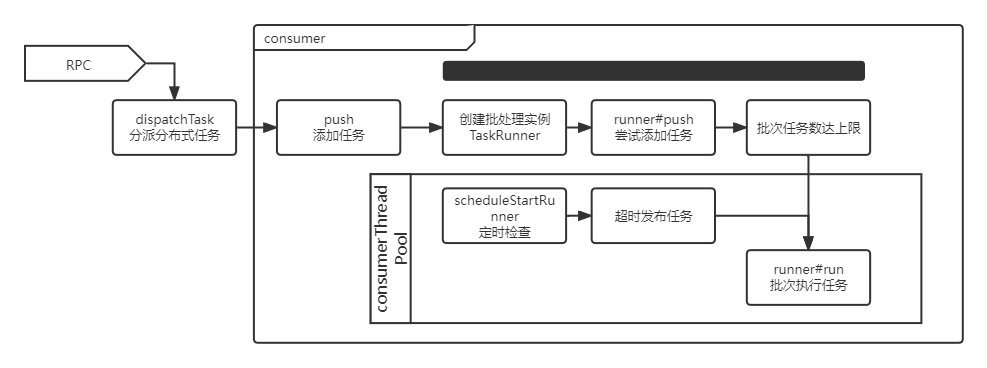 consumer
RPC
dispatchTask
分派分布式任务
push
添加任务
创建批处理实例
TaskRunner
runner#push
尝试添加任务
批次任务数达上限
consumerThread
Pool
scheduleStartRu
nner
定时检查
超时发布任务
runner#run
批次执行任务